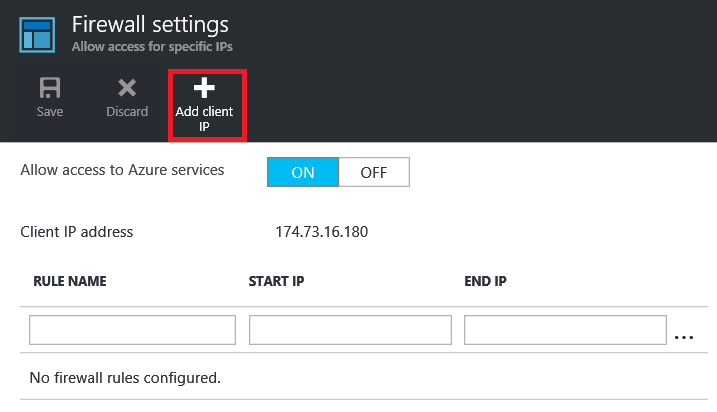 Firewall settings
Allow access for specific IPs
Save Discard Add client
IP
Allow access to Azure services ON OFF
Client IP address 174.73.16.180
RULE NAME START IP END IP
...
No firewall rules configured.